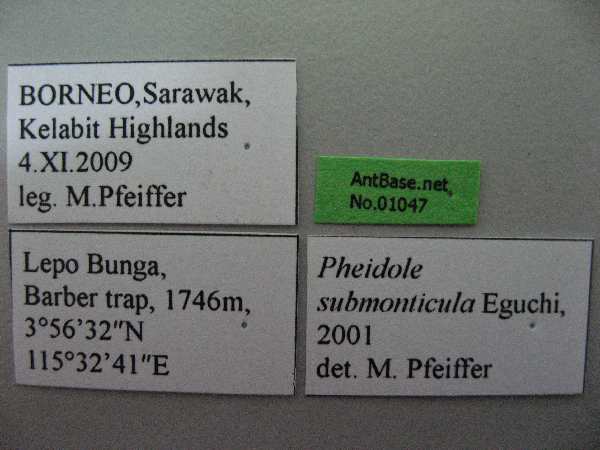 BORNEO,Sarawak,
Kelabit Highlands
4.XI.2009
leg. M.Pfeiffer
AntBase.net,
No.01047
Lepo Bunga,
Barber trap, 1746m,
3°56'32"N
115°32'41"E
Pheidole
submonticula Eguchi,
2001
det. M. Pfeiffer